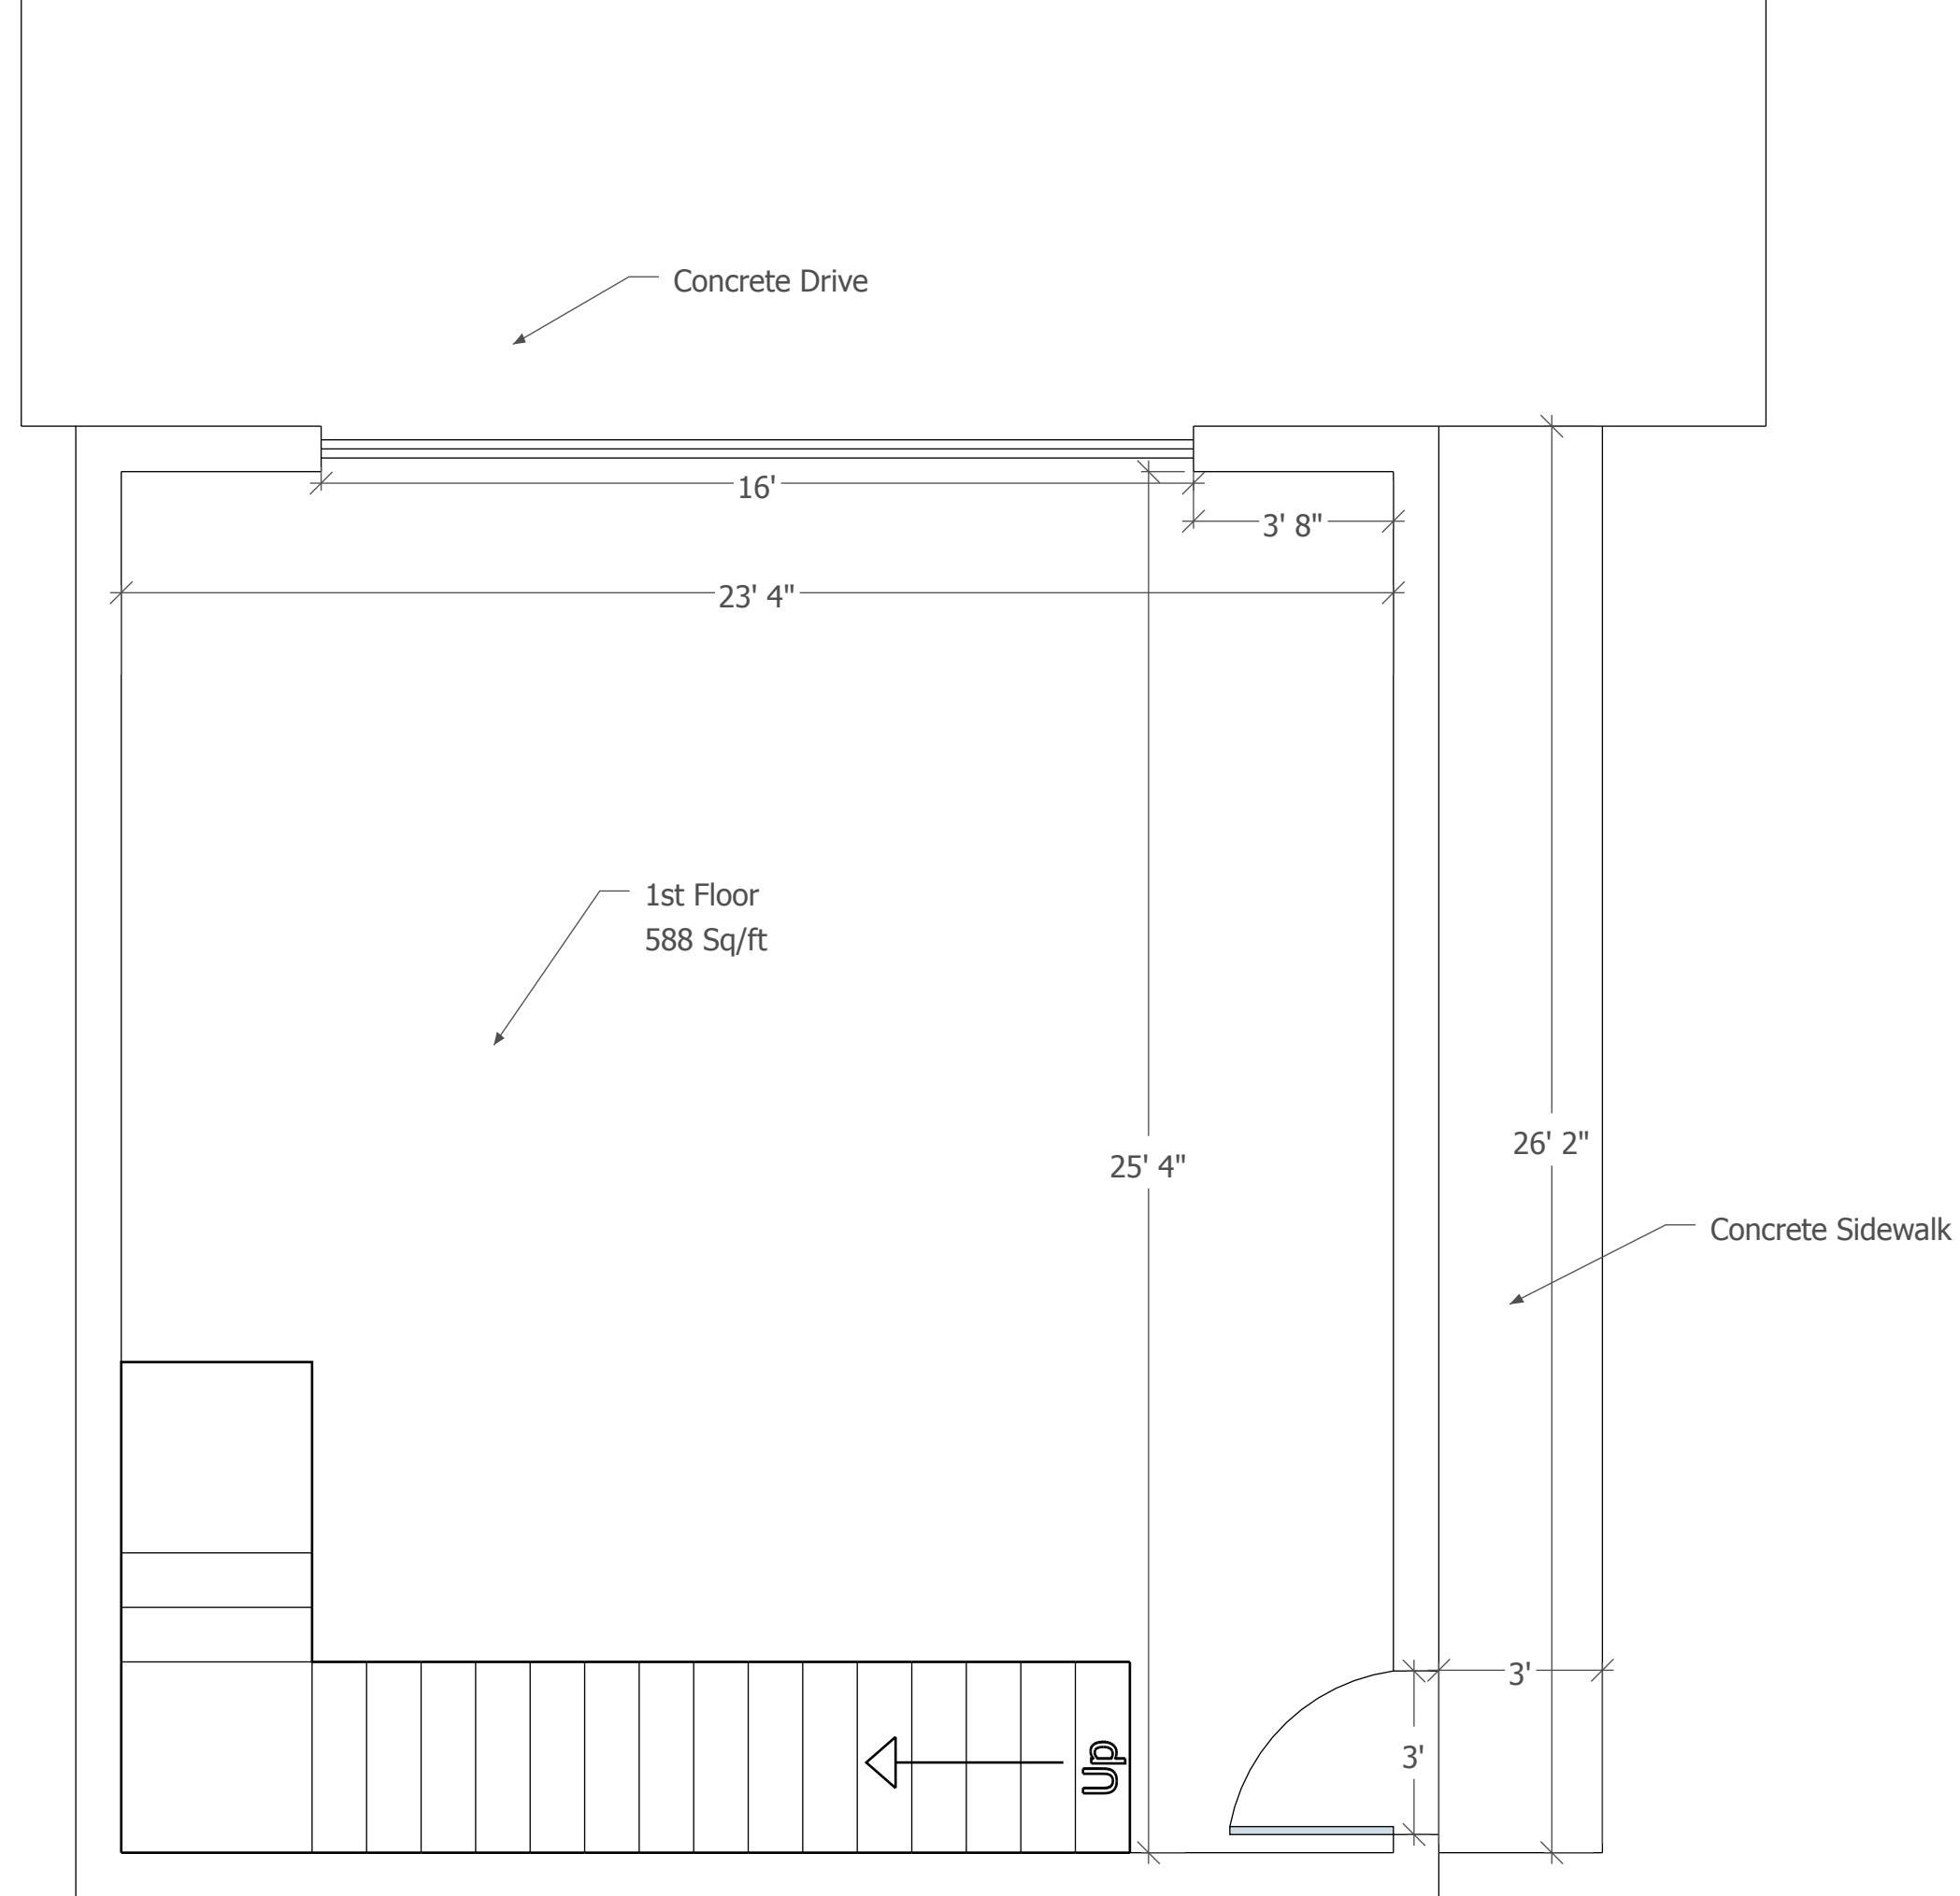 Concrete Drive
16'
3' 8"
23' 4"
1st Floor
588 Sq/ft
26' 2"
25' 4"
Concrete Sidewalk
3'
3'
Up